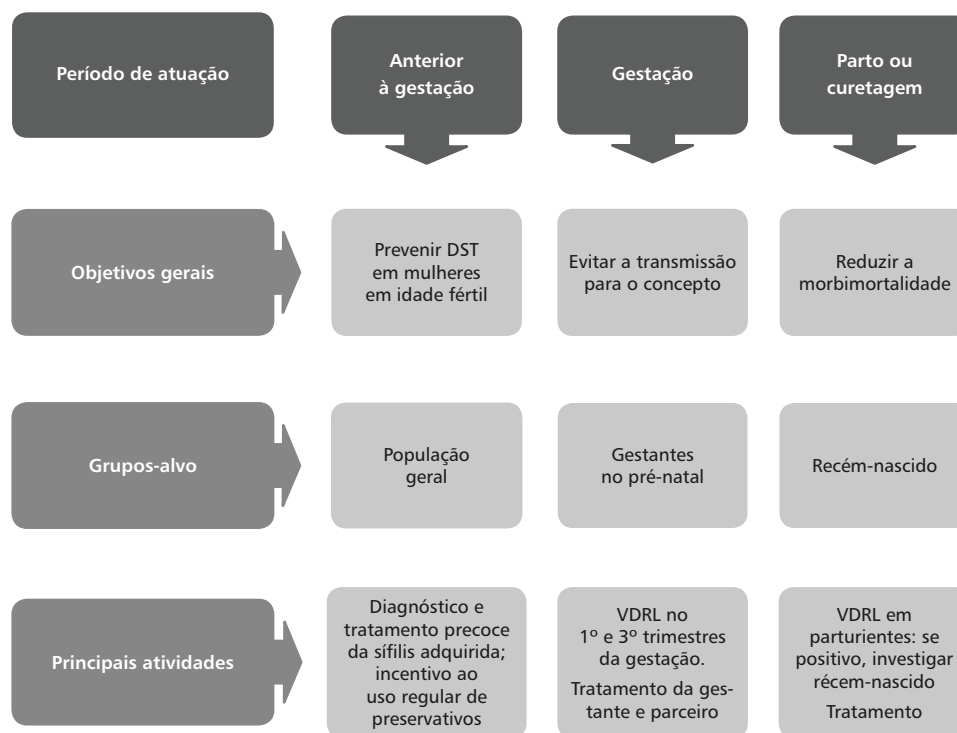 Período de atuação
Anterior
à gestação
Gestação
Parto ou
curetagem
Objetivos gerais
Prevenir DST
em mulheres
em idade fértil
Evitar a transmissão
para o concepto
Reduzir a
morbimortalidade
Grupos-alvo
População
geral
Gestantes
no pré-natal
Recém-nascido
Principais atividades
Diagnóstico e
tratamento precoce
da sífilis adquirida;
incentivo ao
uso regular de
preservativos
VDRL no
1º e 3º trimestres
da gestação.
Tratamento da ges-
tante e parceiro
VDRL em
parturientes: se
positivo, investigar
récem-nascido
Tratamento